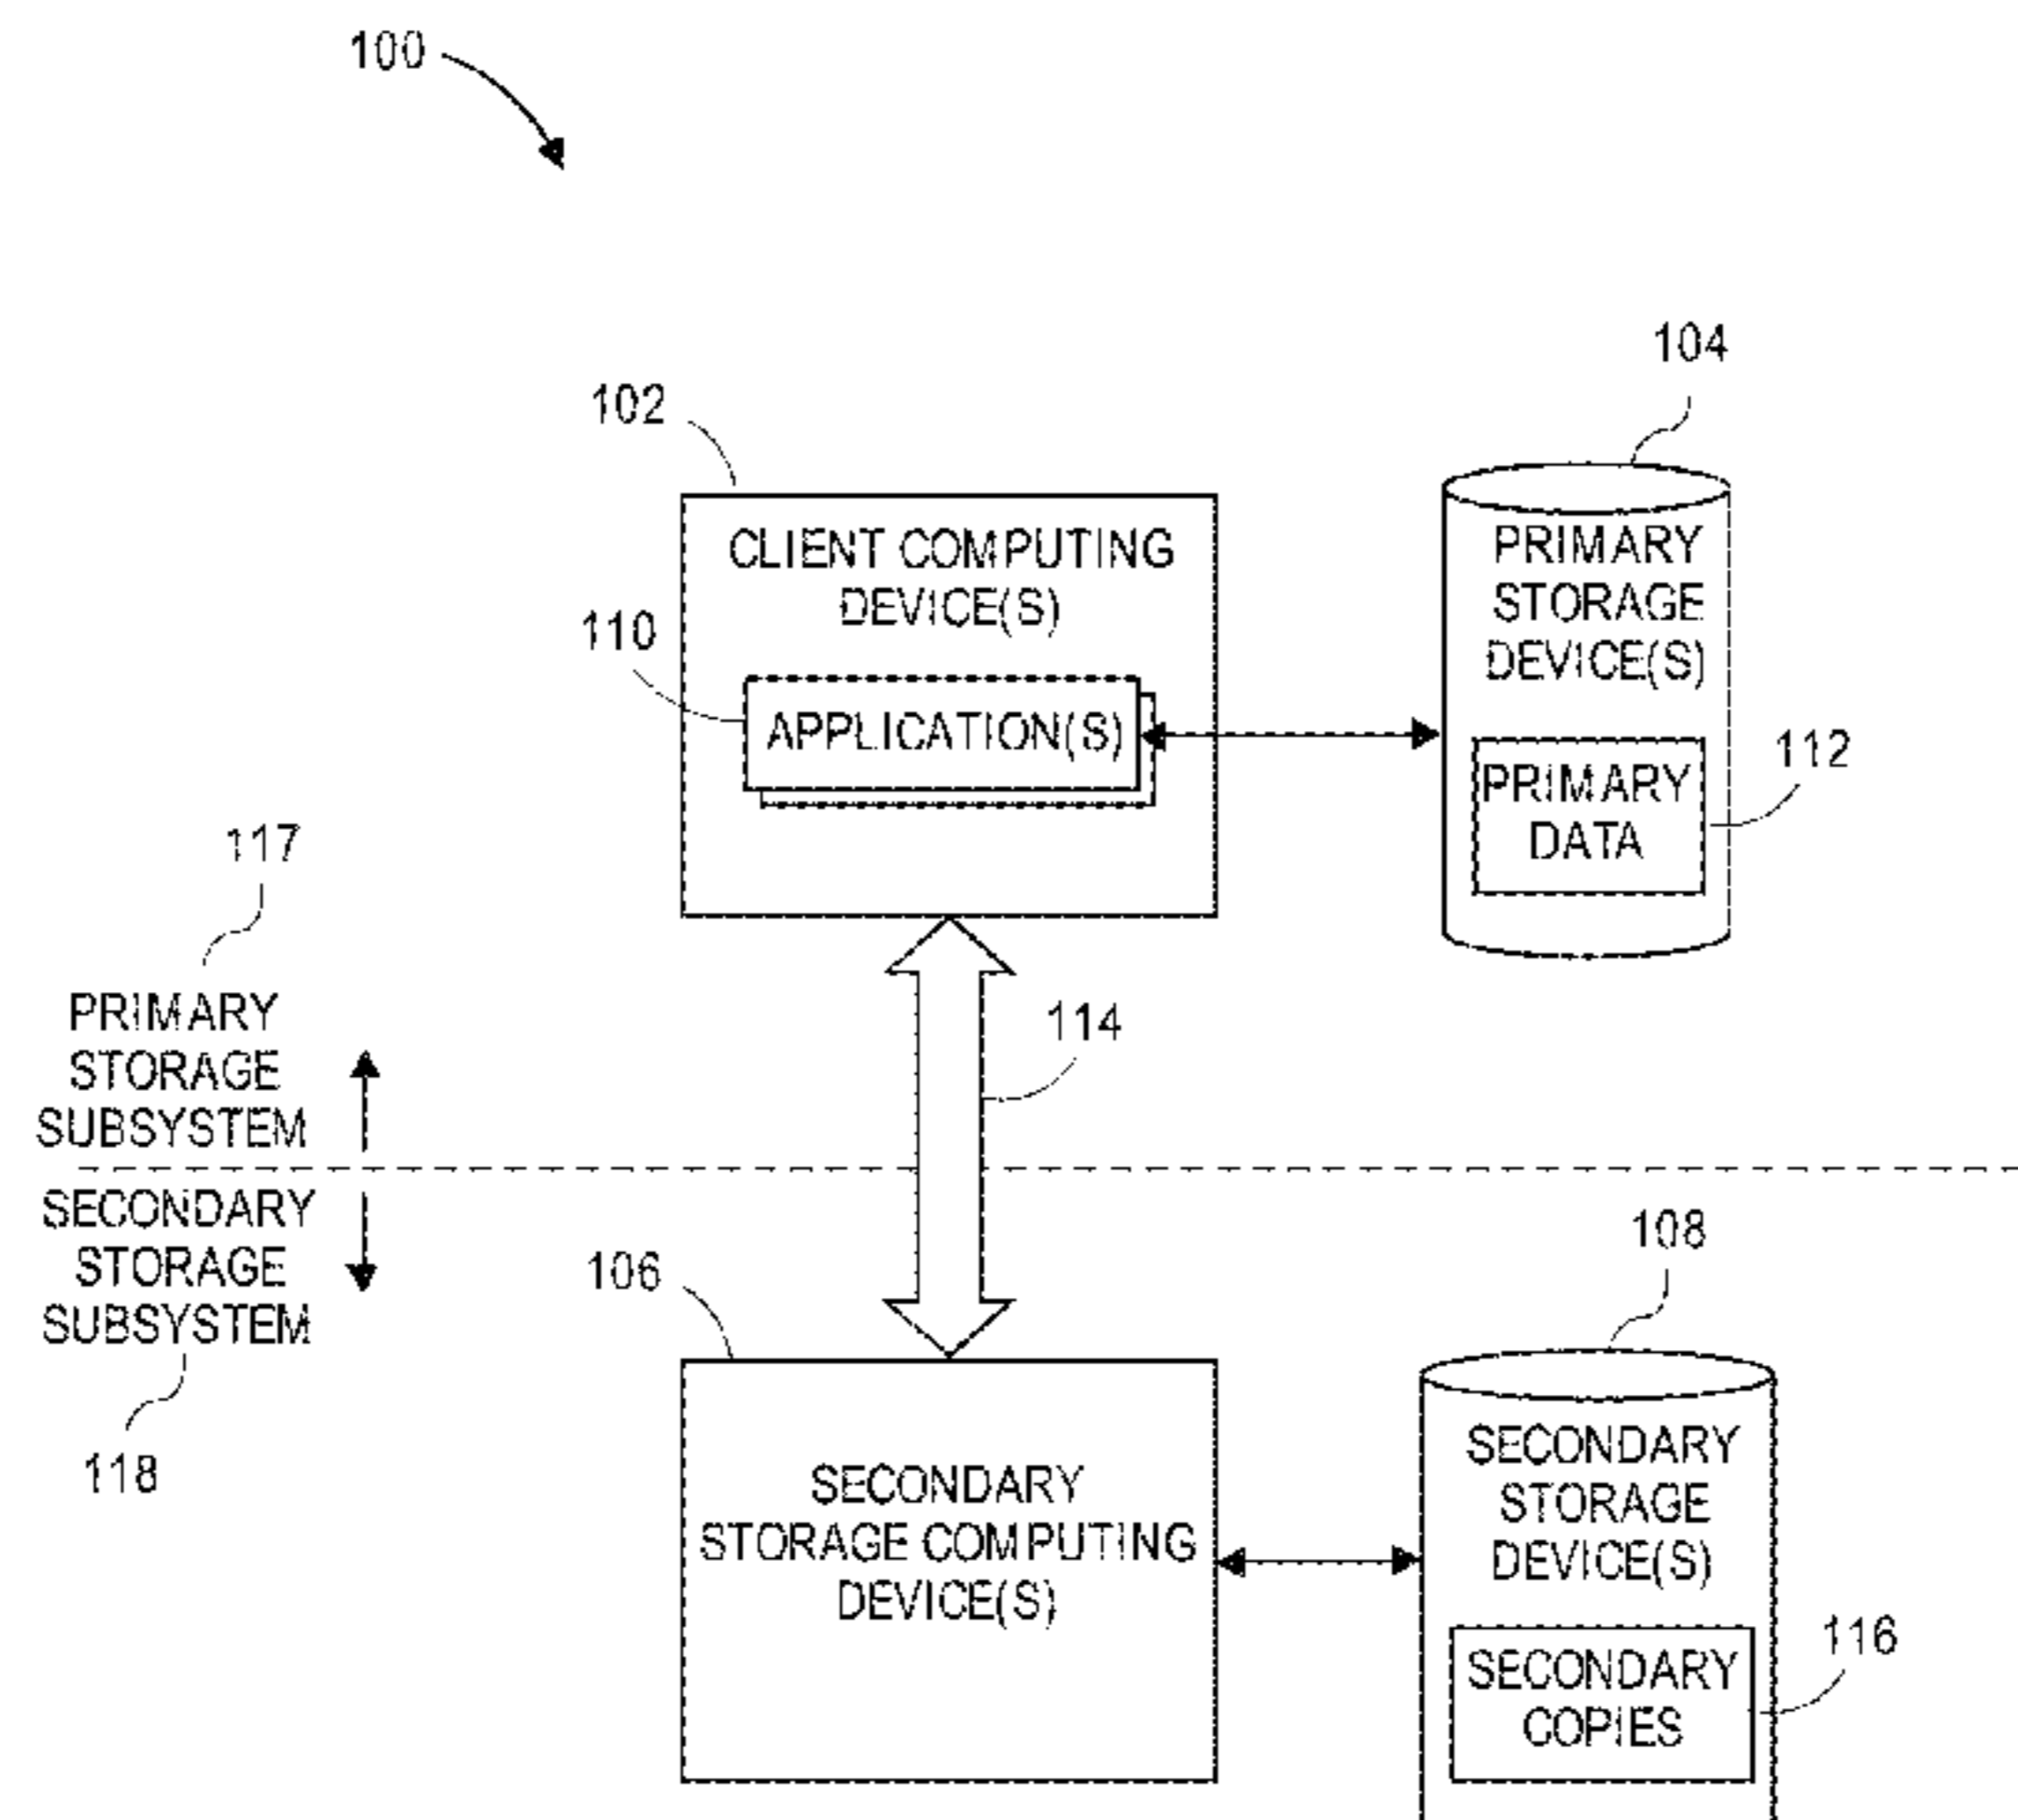 100
104
102
CLIENT COMPUTING
DEVICE(S)
PRIMARY
STORAGE
DEVICE(S)
110
APPLICATION(S)
112
PRIMARY
DATA
117
PRIMARY
STORAGE
SUBSYSTEM
114
SECONDARY
STORAGE
SUBSYSTEM
118
106
108
SECONDARY
STORAGE COMPUTING
DEVICE(S)
SECONDARY
STORAGE
DEVICE(S)
116
SECONDARY
COPIES